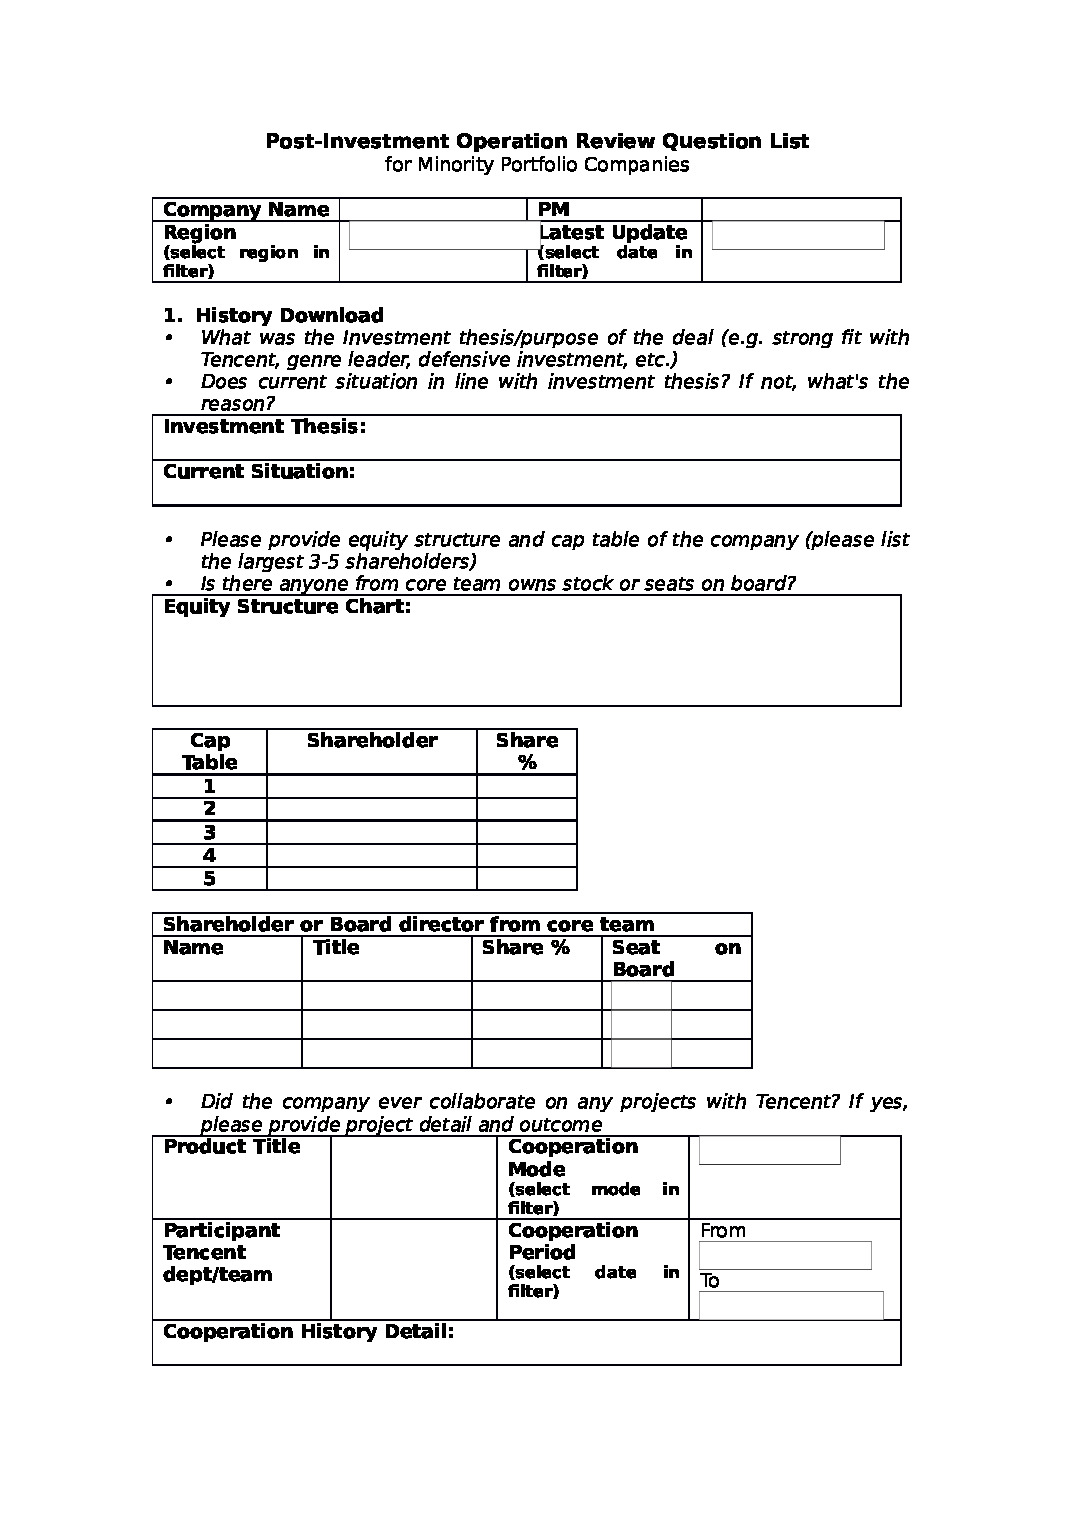 Post-Investment Operation Review Question List
for Minority Portfolio Companies
Company Name PM
Region Latest Update
(select region in (select date in
filter) filter)
1. History Download
• What was the Investment thesis/purpose of the deal (e.g. strong fit with
Tencent, genre leader, defensive investment, etc.)
• Does current situation in line with investment thesis? If not, what's the
reason?
Investment Thesis:
Current Situation:
• Please provide equity structure and cap table of the company (please list
the largest 3-5 shareholders)
• Is there anyone from core team owns stock or seats on board?
Equity Structure Chart:
Cap Shareholder Share
Table %
1
2
3
4
5
Shareholder or Board director from core team
Name Title Share % Seat on
Board
• Did the company ever collaborate on any projects with Tencent? If yes,
please provide project detail and outcome
Product Title Cooperation
Mode
(select mode in
filter)
Participant Cooperation From
Tencent Period
dept/team (select date in To
filter)
Cooperation History Detail: